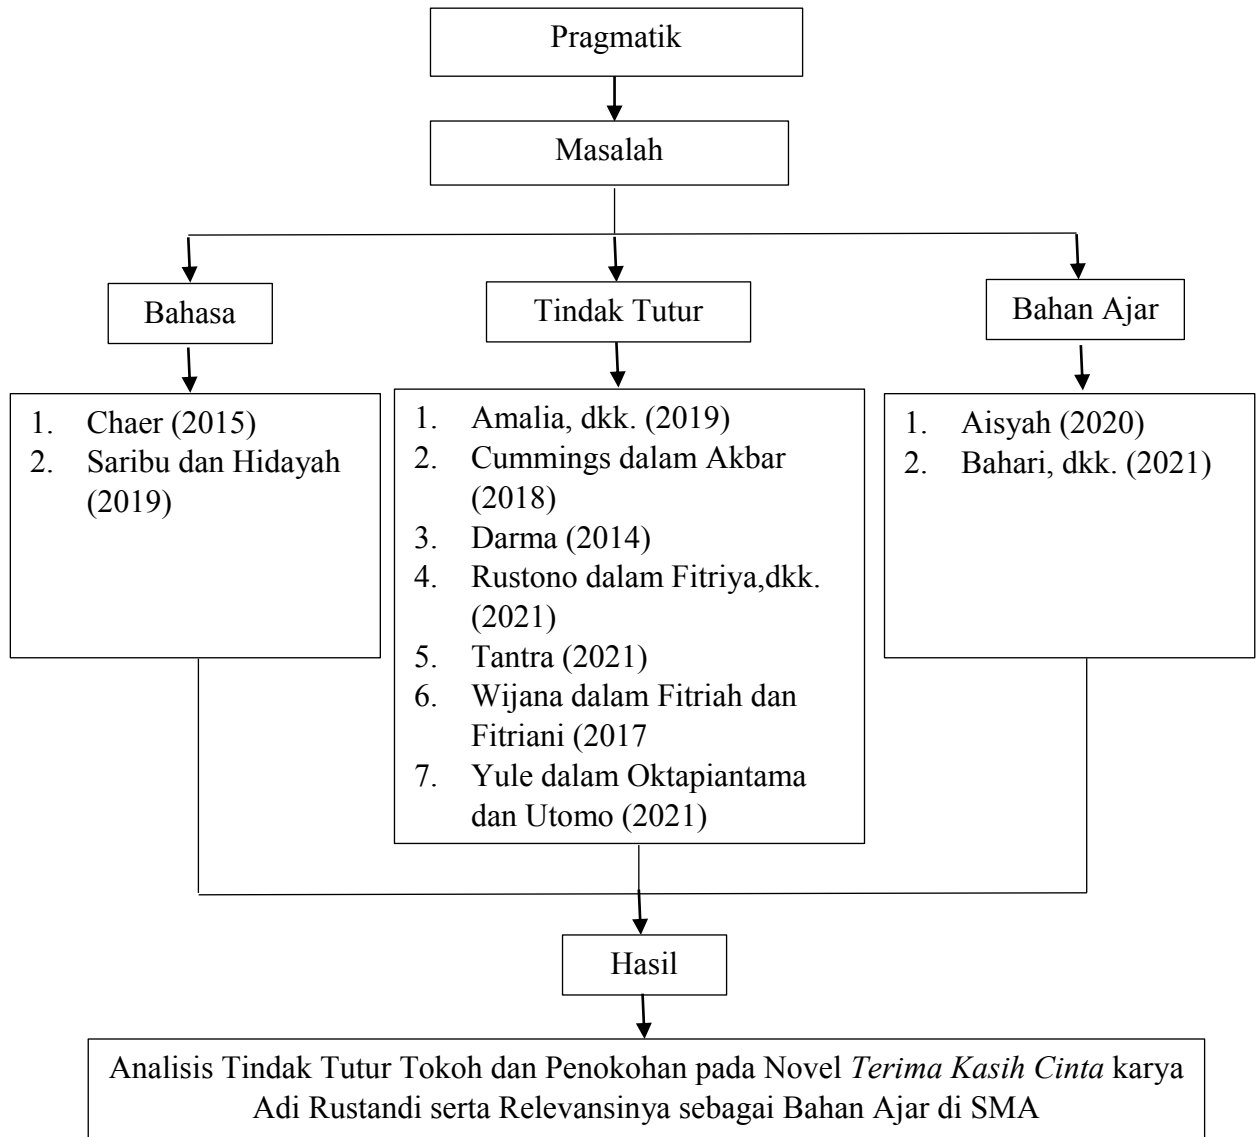 Pragmatik
Masalah
Bahasa
Tindak Tutur
Bahan Ajar
1. Chaer (2015)
2. Saribu dan Hidayah
(2019)
1. Amalia, dkk. (2019)
2. Cummings dalam Akbar
(2018)
3. Darma (2014)
4. Rustono dalam Fitriya,dkk.
(2021)
5. Tantra (2021)
6. Wijana dalam Fitriah dan
Fitriani (2017
7. Yule dalam Oktapiantama
dan Utomo (2021)
1. Aisyah (2020)
2. Bahari, dkk. (2021)
Hasil
Analisis Tindak Tutur Tokoh dan Penokohan pada Novel Terima Kasih Cinta karya
Adi Rustandi serta Relevansinya sebagai Bahan Ajar di SMA